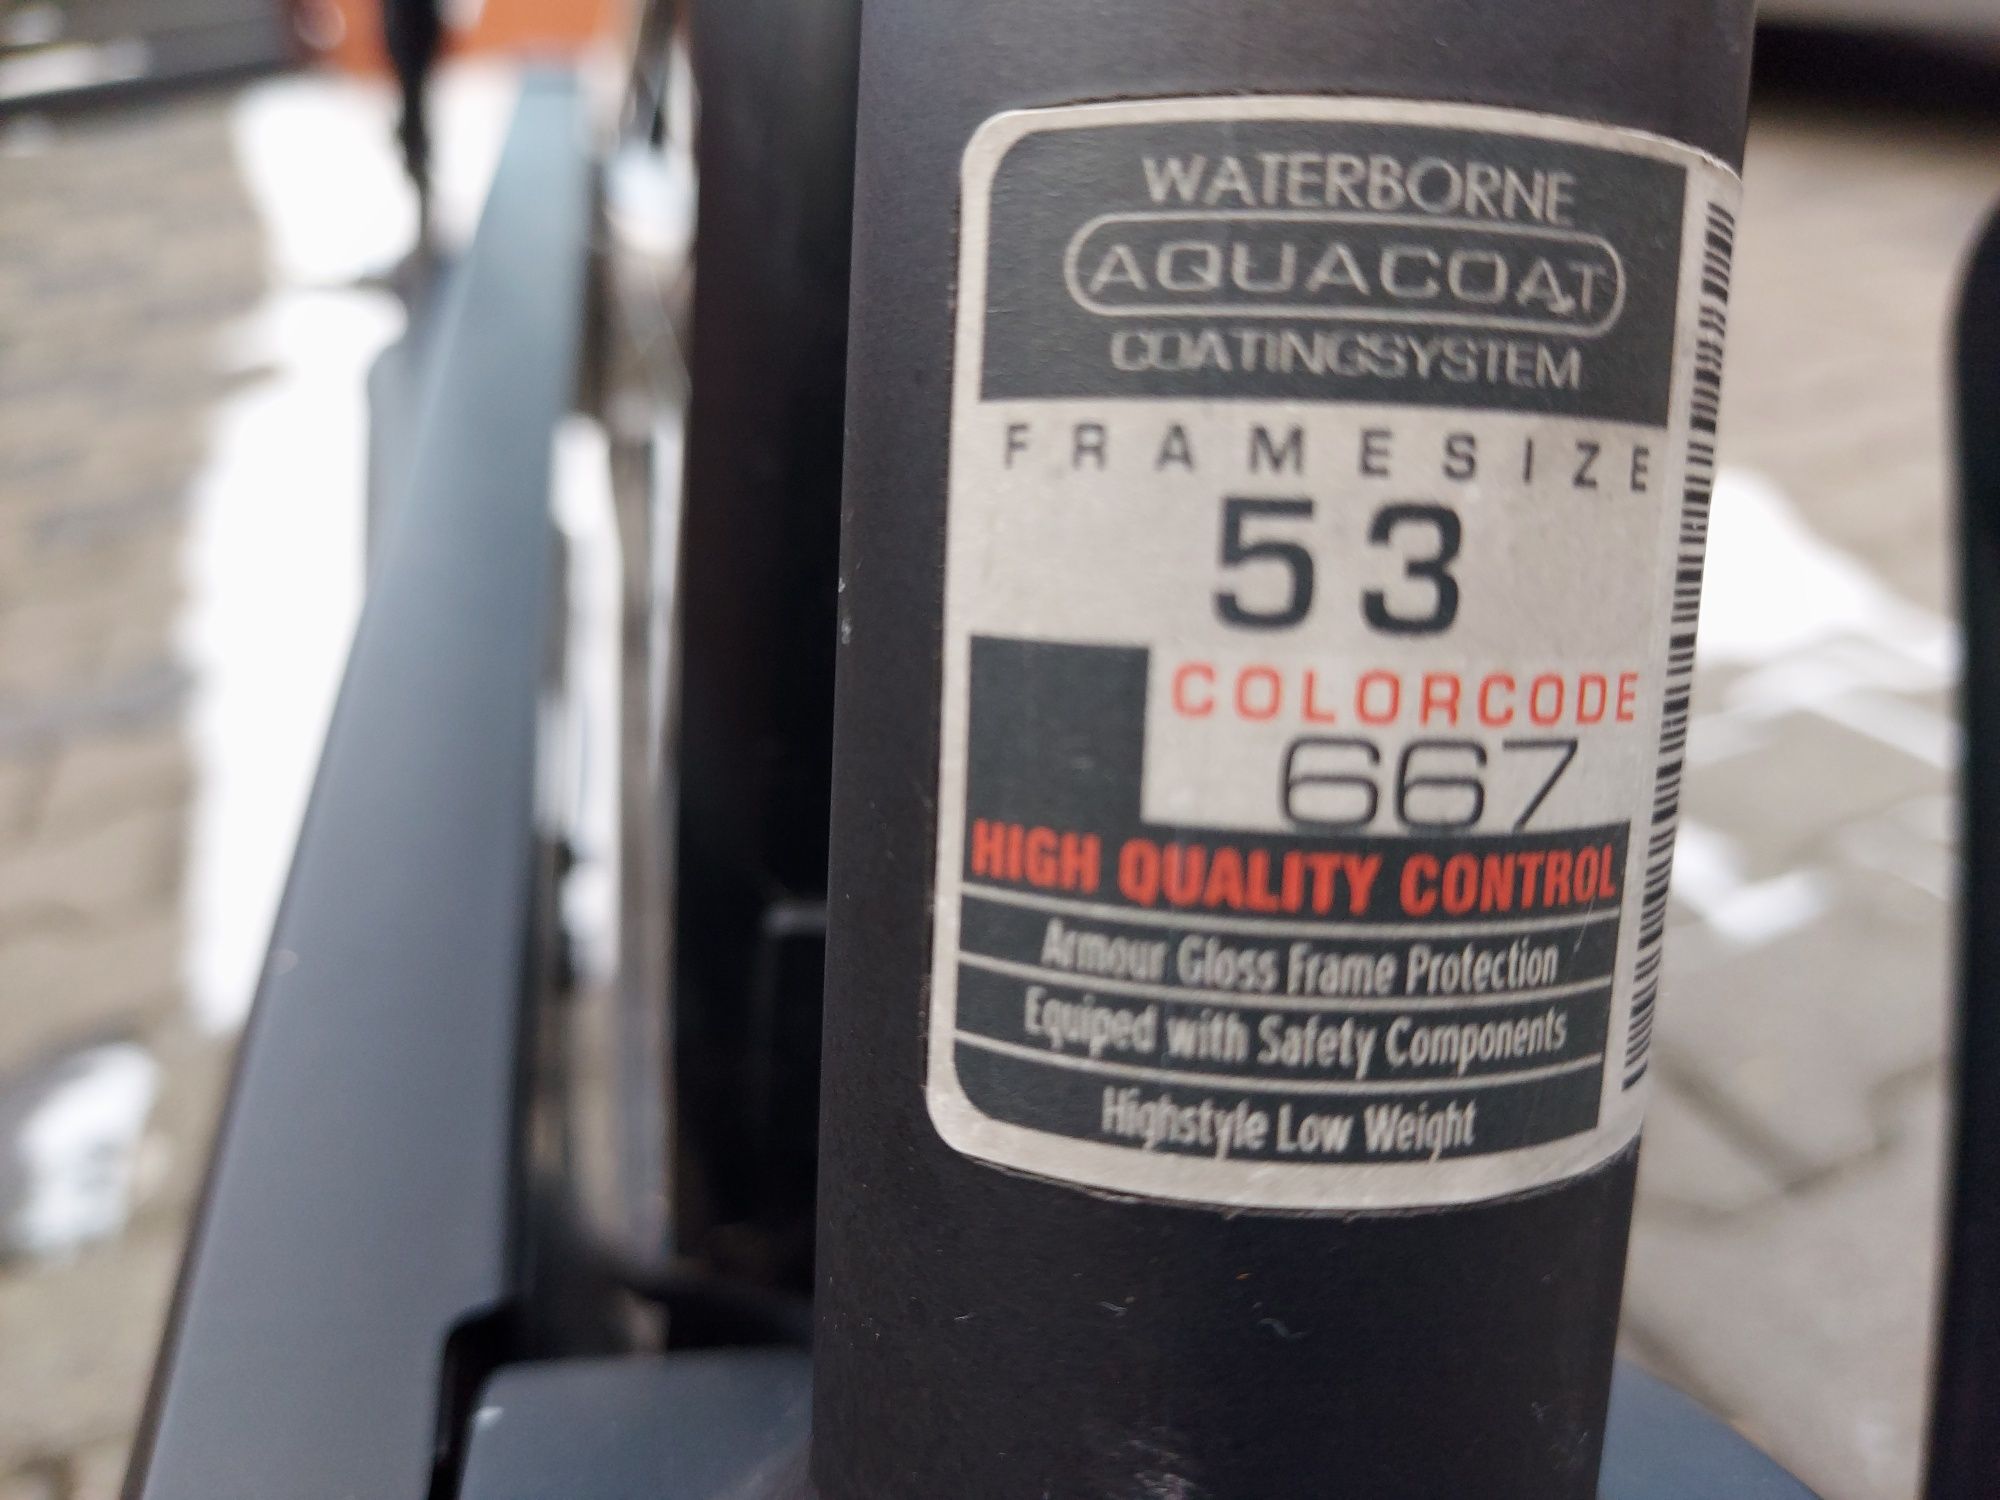 WATERBORNE
AQUACOAT
COATINGSYSTEM
FRAMESIZE
53
COLORCODE
667
HIGH QUALITY CONTROL
Armour Gloss Frame Protection
Equiped with Safety Components
Highstyle Low Weight